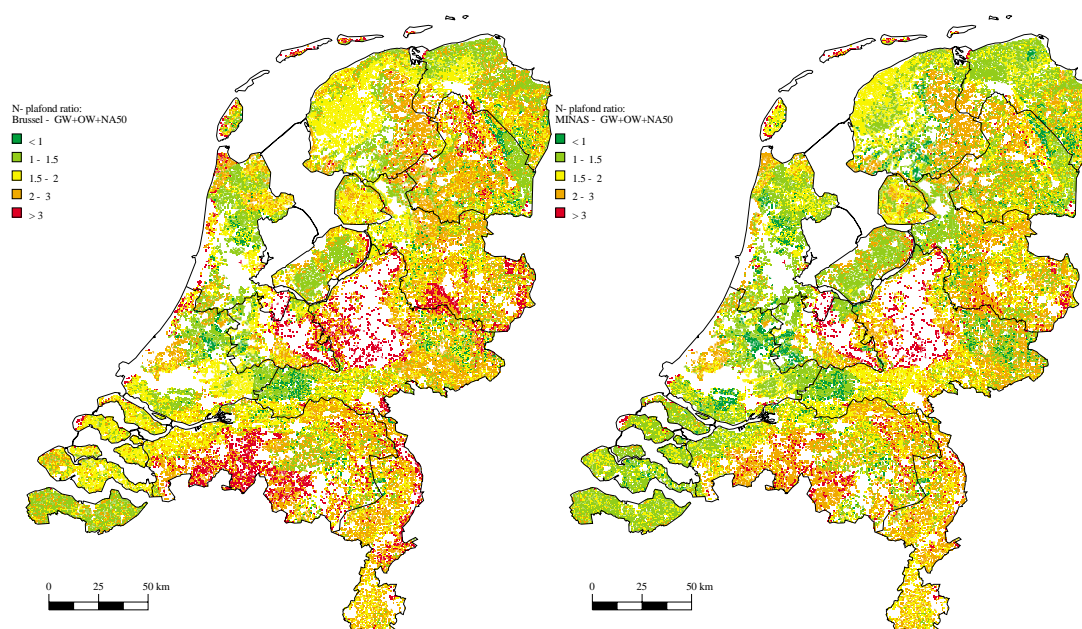 N- plafond ratio:
Brussel - GW+OW+NA50
< 1
1 - 1.5
1.5 - 2
2 - 3
> 3
0 25 50 km
N- plafond ratio:
MINAS - GW+OW+NA50
< 1
1 - 1.5
1.5 - 2
2 - 3
> 3
0 25 50 km